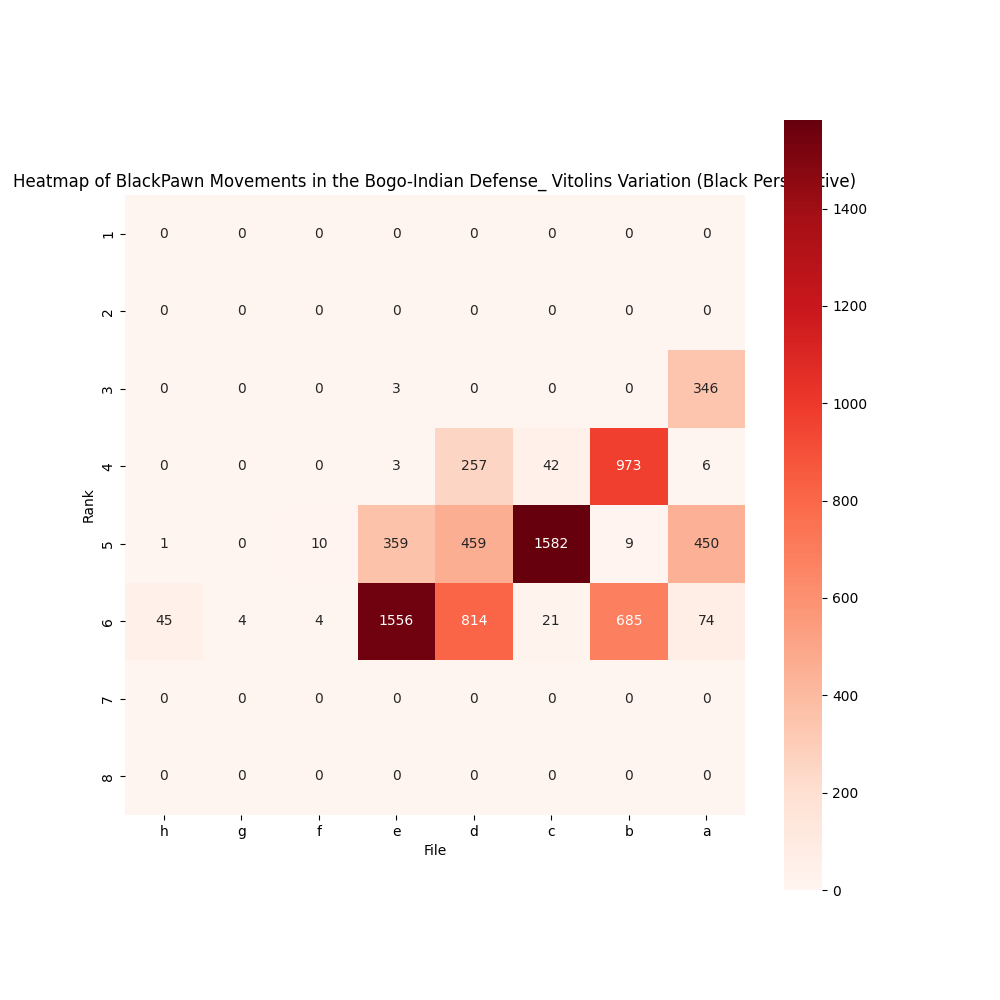 Heatmap of BlackPawn Movements in the Bogo-Indian Defense_ Vitolins Variation (Black Pers tive)
1 0 0 0 0 0 0 0 0
2 0 0 0 0 0 0 0 0
3 0 0 0 3 0 0 0 346
4 0 0 0 3 257 42 973 6
5 1 0 10 359 459 1582 9 450
6 45 4 4 1556 814 21 685 74
7 0 0 0 0 0 0 0 0
8 0 0 0 0 0 0 0 0
h g f e d c b a
File
Rank
1400
1200
1000
800
600
400
200
0